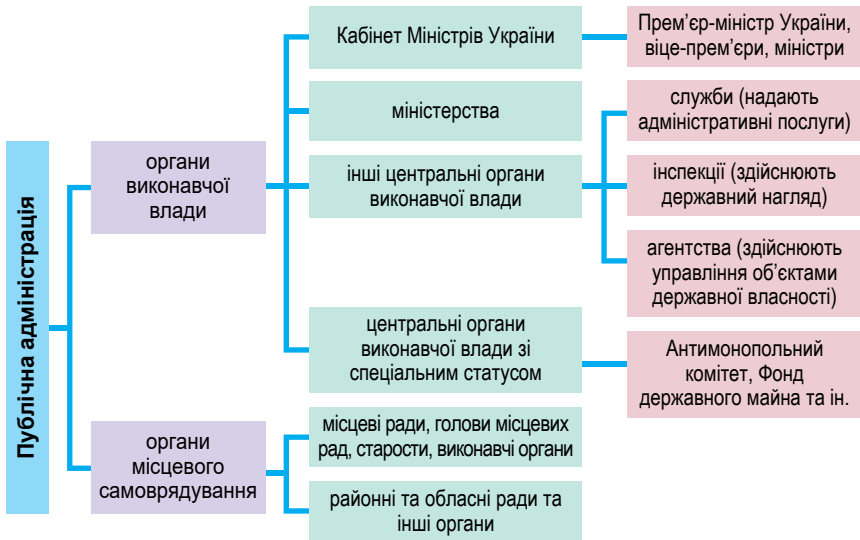 Публічна адміністрація
органи
виконавчої
влади
Кабінет Міністрів України
Прем’єр-міністр України,
віце-прем’єри, міністри
міністерства
інші центральні органи
виконавчої влади
служби (надають
адміністративні послуги)
інспекції (здійснюють
державний нагляд)
агентства (здійснюють
управління об’єктами
державної власності)
центральні органи
виконавчої влади зі
спеціальним статусом
Антимонопольний
комітет, Фонд
державного майна та ін.
органи
місцевого
самоврядування
місцеві ради, голови місцевих
рад, старости, виконавчі органи
районні та обласні ради та
інші органи